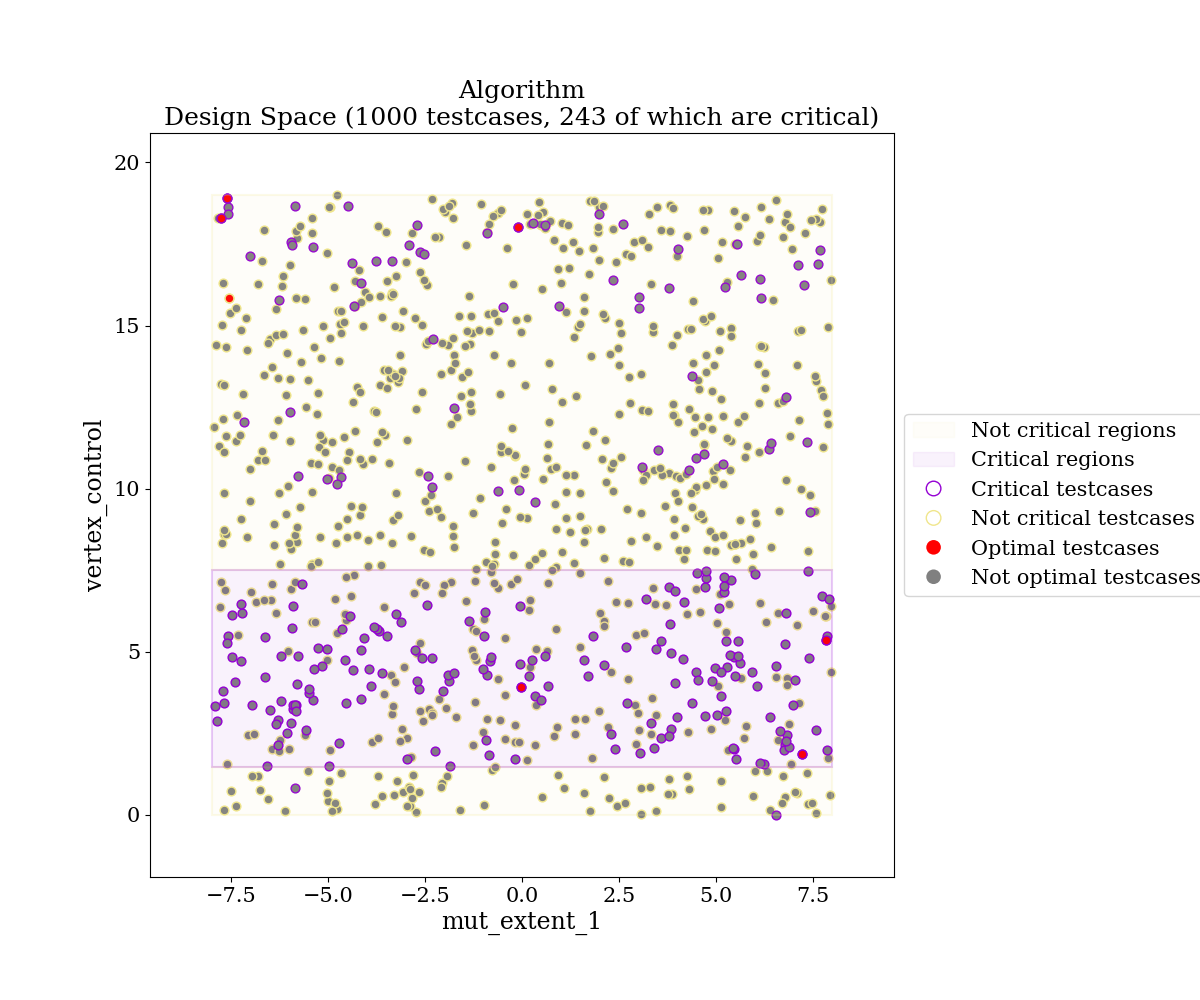 Algorithm
Design Space (1000 testcases, 243 of which are critical)
20
15
10
5
0
vertex_control
−7.5
−5.0
−2.5
0.0
2.5
5.0
7.5
mut_extent_1
Not critical regions
Critical regions
Critical testcases
Not critical testcases
Optimal testcases
Not optimal testcases